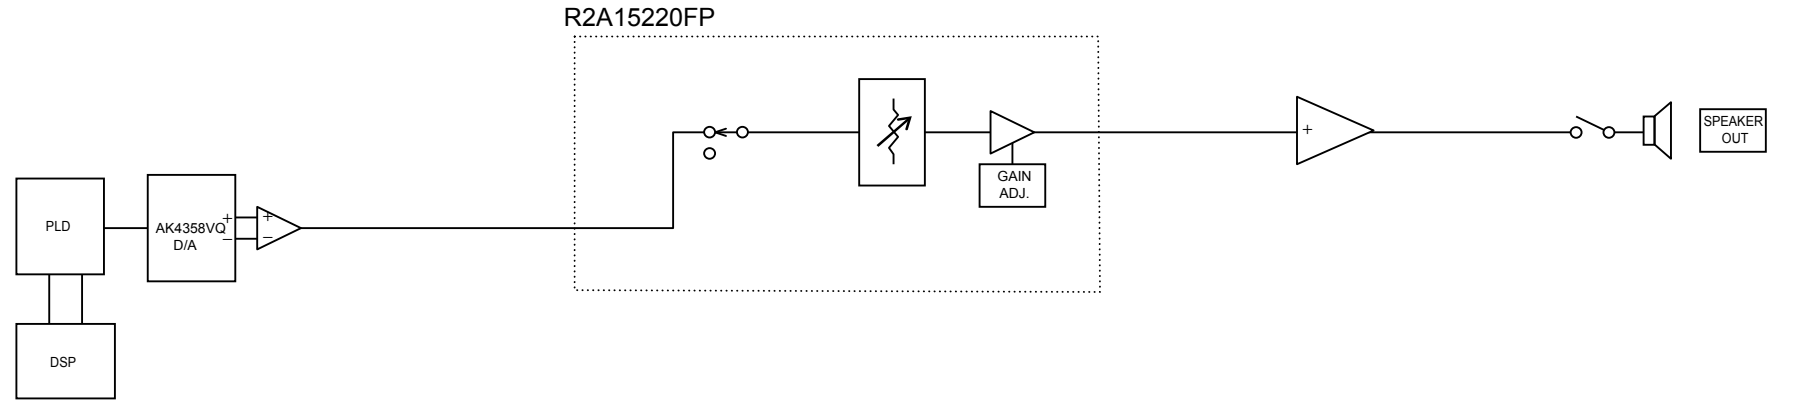 R2A15220FP
SPEAKER
OUT
+
GAIN
ADJ.
PLD
AK4358VQ
D/A
+
−
+
−
DSP